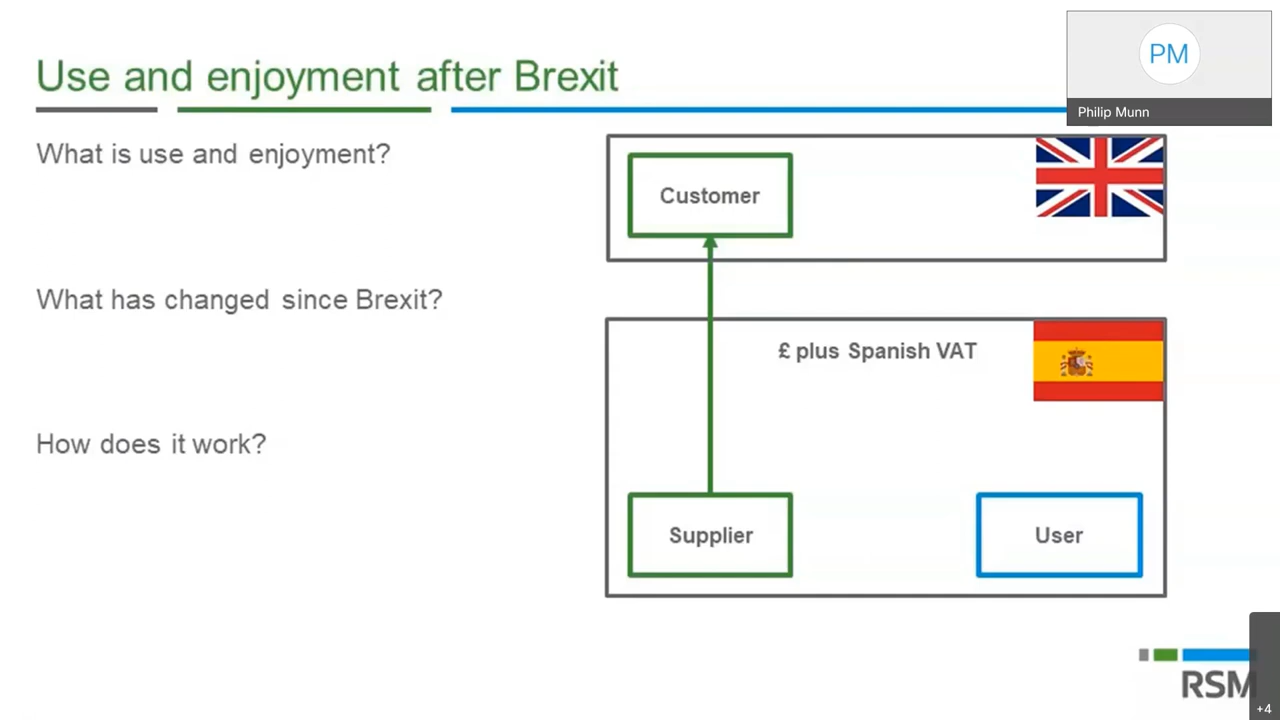 Use and enjoyment after Brexit
PM
Philip Munn
What is use and enjoyment?
Customer
What has changed since Brexit?
£ plus Spanish VAT
How does it work?
Supplier
User
RSM
+4